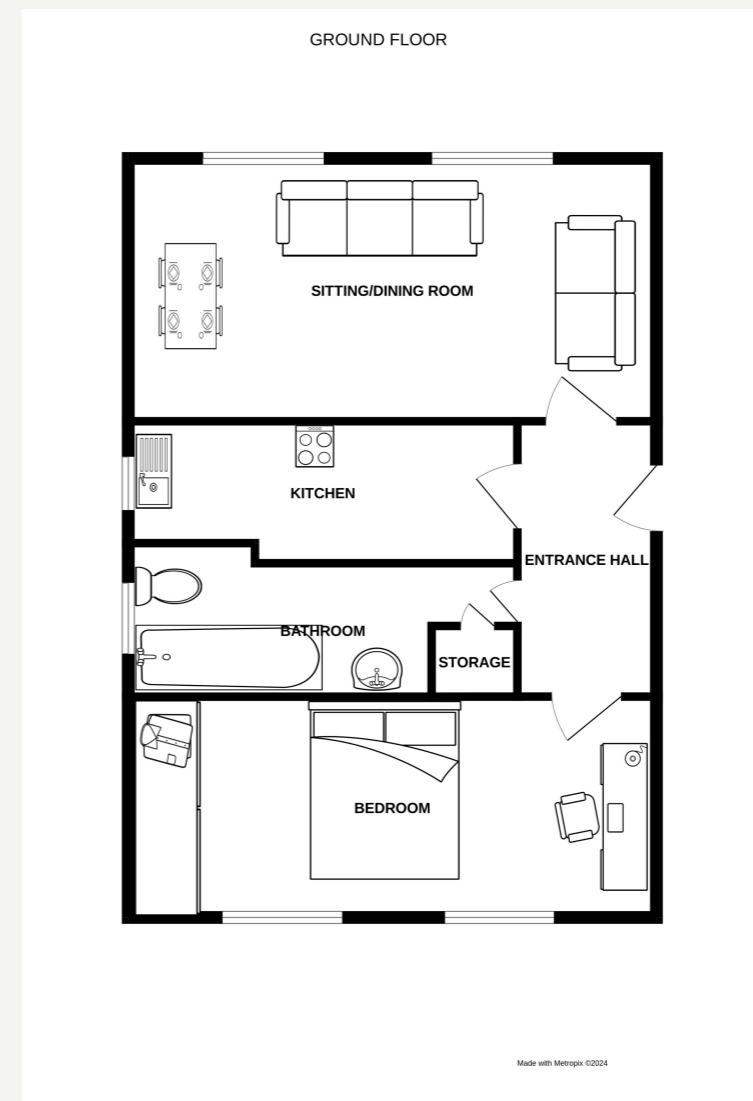 GROUND FLOOR
SITTING/DINING ROOM
KITCHEN
ENTRANCE HALL
BATHROOM
STORAGE
BEDROOM
Made with Metropix ©2024